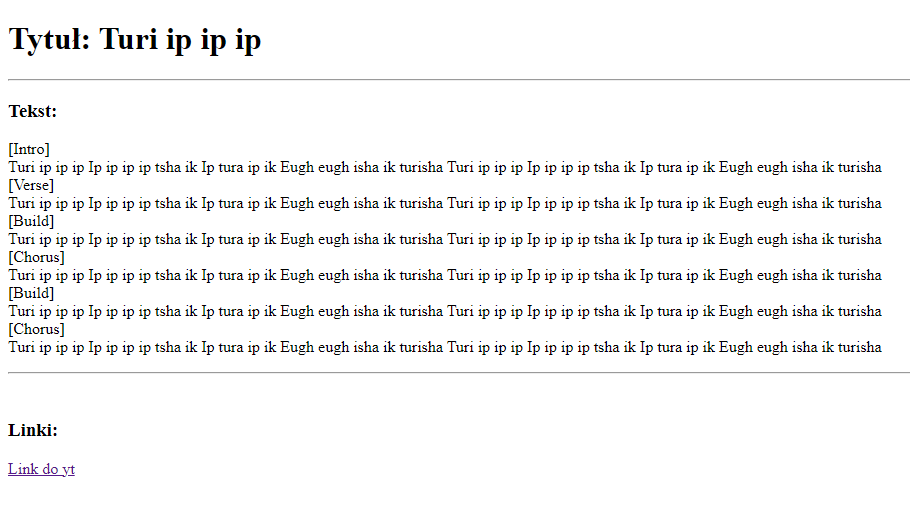 Tytuł: Turi ip ip ip
Tekst:
[Intro]
Turi ip ip ip Ip ip ip ip tsha ik Ip tura ip ik Eugh eugh isha ik turisha Turi ip ip ip Ip ip ip ip tsha ik Ip tura ip ik Eugh eugh isha ik turisha
[Verse]
Turi ip ip ip Ip ip ip ip tsha ik Ip tura ip ik Eugh eugh isha ik turisha Turi ip ip ip Ip ip ip ip tsha ik Ip tura ip ik Eugh eugh isha ik turisha
[Build]
Turi ip ip ip Ip ip ip ip tsha ik Ip tura ip ik Eugh eugh isha ik turisha Turi ip ip ip Ip ip ip ip tsha ik Ip tura ip ik Eugh eugh isha ik turisha
[Chorus]
Turi ip ip ip Ip ip ip ip tsha ik Ip tura ip ik Eugh eugh isha ik turisha Turi ip ip ip Ip ip ip ip tsha ik Ip tura ip ik Eugh eugh isha ik turisha
[Build]
Turi ip ip ip Ip ip ip ip tsha ik Ip tura ip ik Eugh eugh isha ik turisha Turi ip ip ip Ip ip ip ip tsha ik Ip tura ip ik Eugh eugh isha ik turisha
[Chorus]
Turi ip ip ip Ip ip ip ip tsha ik Ip tura ip ik Eugh eugh isha ik turisha Turi ip ip ip Ip ip ip ip tsha ik Ip tura ip ik Eugh eugh isha ik turisha
Linki:
Link do yt